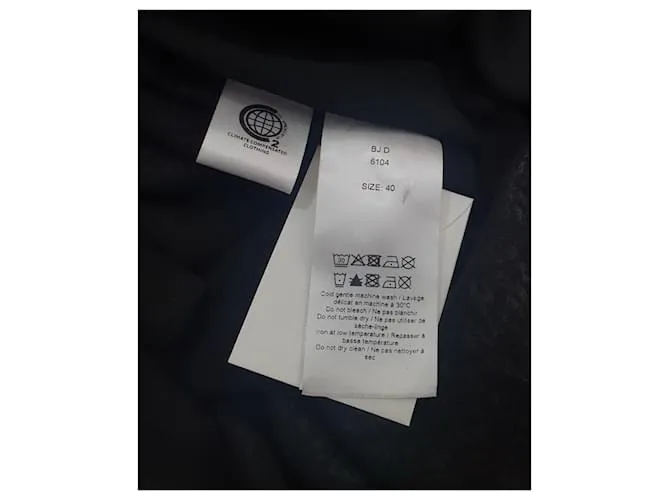 2
CLIMATE COMPENSATED
CLOTHING
BJ D
6104
SIZE: 40
30
Cold gentle machine wash / Lavage
délicat en machine à 30°C
Do not bleach / Ne pas blanchir
Do not tumble dry / Ne pas utiliser de
sèche-linge
Iron at low temperature / Repasser à
basse température
Do not dry clean / Ne pas nettoyer à
sec